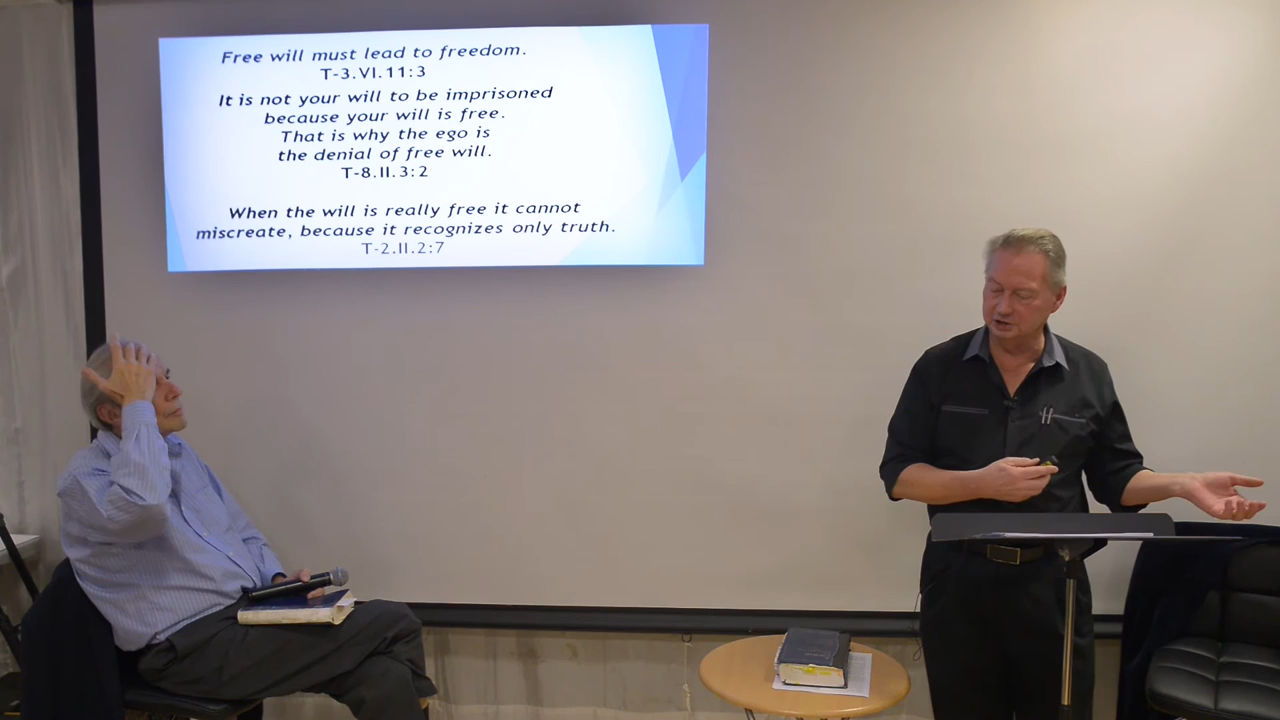 Free will must lead to freedom.
T-3.VI.11:3
It is not your will to be imprisoned
because your will is free.
That is why the ego is
the denial of free will.
T-8.II.3:2
When the will is really free it cannot
miscreate, because it recognizes only truth.
T-2.II.2:7